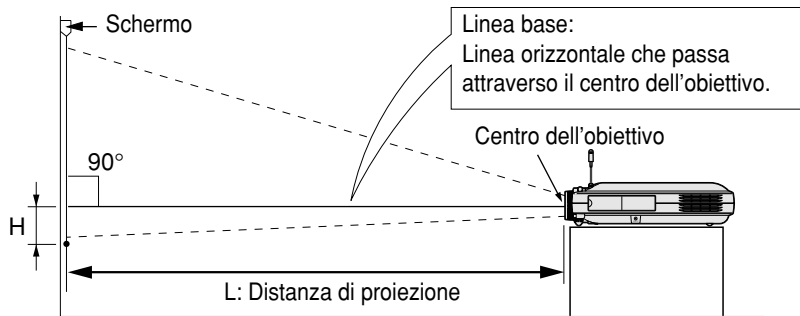 Schermo
Linea base:
Linea orizzontale che passa
attraverso il centro dell'obiettivo.
Centro dell'obiettivo
90°
H
L: Distanza di proiezione